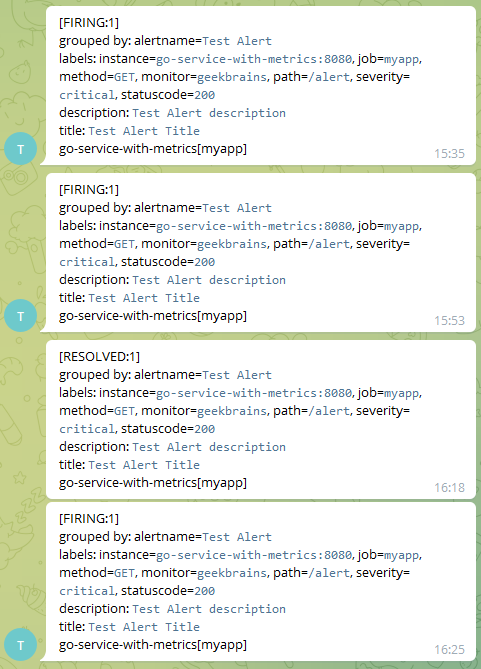 [FIRING:1]
grouped by: alertname=Test Alert
labels: instance=go-service-with-metrics:8080, job=myapp,
method=GET, monitor=geekbrains, path=/alert, severity=
critical, statuscode=200
description: Test Alert description
title: Test Alert Title
go-service-with-metrics[myapp]
15:35
T
[FIRING:1]
grouped by: alertname=Test Alert
labels: instance=go-service-with-metrics:8080, job=myapp,
method=GET, monitor=geekbrains, path=/alert, severity=
critical, statuscode=200
description: Test Alert description
title: Test Alert Title
go-service-with-metrics[myapp]
15:53
T
[RESOLVED:1]
grouped by: alertname=Test Alert
labels: instance=go-service-with-metrics:8080, job=myapp,
method=GET, monitor=geekbrains, path=/alert, severity=
critical, statuscode=200
description: Test Alert description
title: Test Alert Title
go-service-with-metrics[myapp]
16:18
[FIRING:1]
grouped by: alertname=Test Alert
labels: instance=go-service-with-metrics:8080, job=myapp,
method=GET, monitor=geekbrains, path=/alert, severity=
critical, statuscode=200
description: Test Alert description
title: Test Alert Title
go-service-with-metrics[myapp]
16:25
T